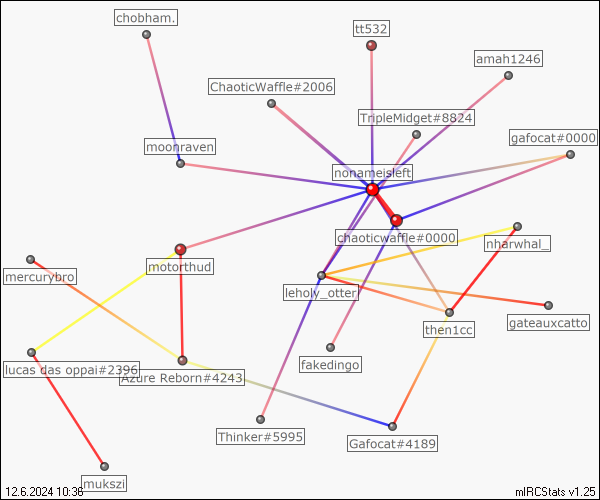 chobham.
tt532
amah1246
ChaoticWaffle#2006
TripleMidget#8824
gafocat#0000
moonraven
nonameisleft
chaoticwaffle#0000
nharwhal_
motorthud
mercurybro
leholy_otter
gateauxcatto
then1cc
lucas das oppai#2396
Azure Reborn#4243
fakedingo
Thinker#5995
Gafocat#4189
mukszi
12.6.2024 10:36
mIRCStats v1.25